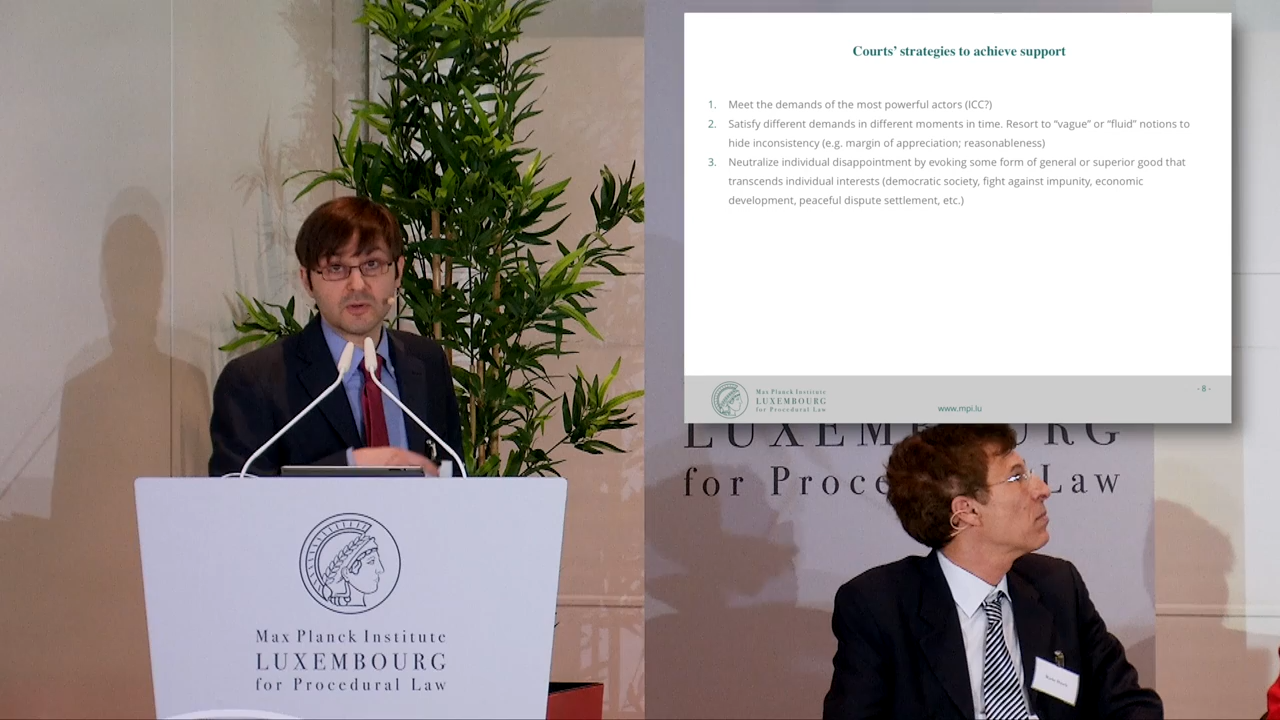 Courts' strategies to achieve support
1. Meet the demands of the most powerful actors (ICC?)
2. Satisfy different demands in different moments in time. Resort to “vague” or “fluid” notions to
hide inconsistency (e.g. margin of appreciation; reasonableness)
3. Neutralize individual disappointment by evoking some form of general or superior good that
transcends individual interests (democratic society, fight against impunity, economic
development, peaceful dispute settlement, etc.)
Max Planck Institute
LUXEMBOURG
for Procedural Law
www.mpi.lu
- 8 -
LUXEMBOURG
for Proce Law
Max Planck Institute
LUXEMBOURG
for Procedural Law